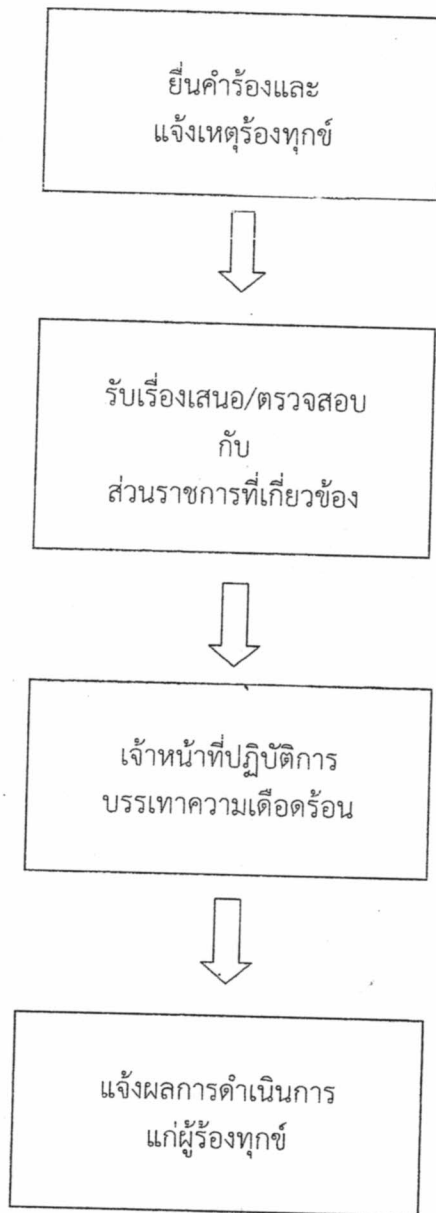 ยื่นคำร้องและ
แจ้งเหตุร้องทุกข์
รับเรื่องเสนอ/ตรวจสอบ
กับ
ส่วนราชการที่เกี่ยวข้อง
เจ้าหน้าที่ปฏิบัติการ
บรรเทาความเดือดร้อน
แจ้งผลการดำเนินการ
แก่ผู้ร้องทุกข์